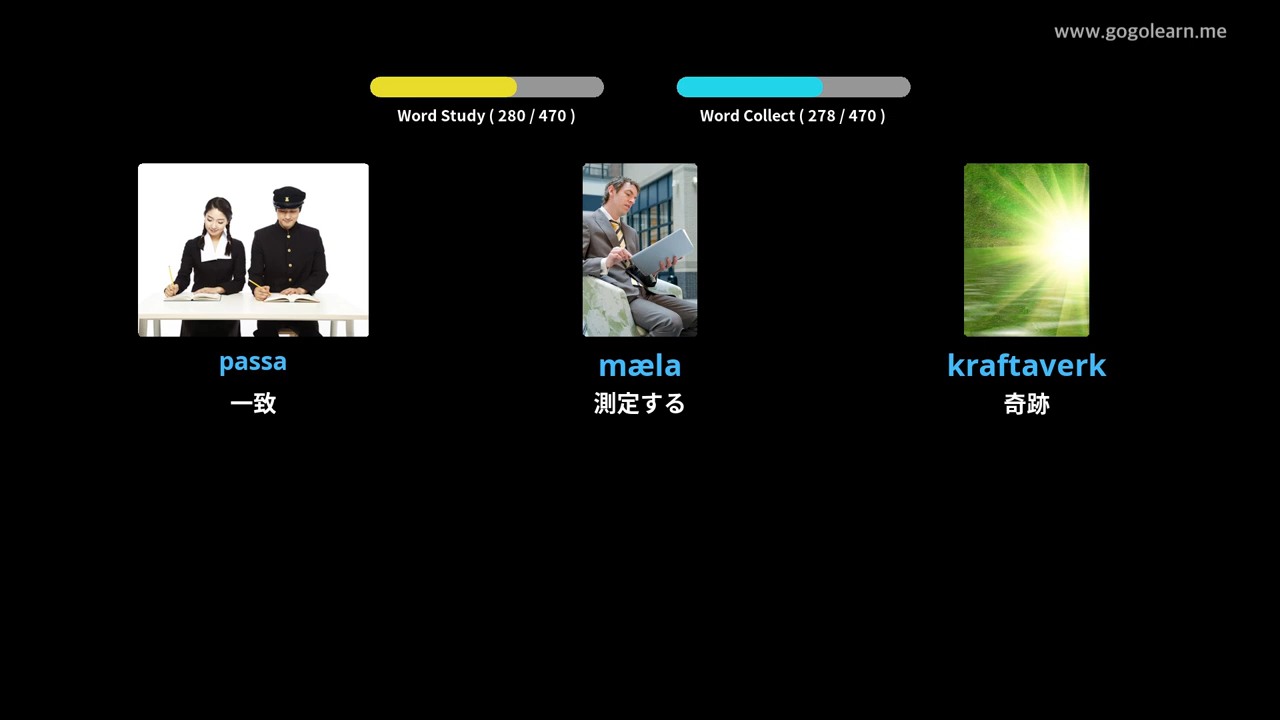 www.gogolearn.me
Word Study ( 280 / 470 )
Word Collect ( 278 / 470 )
passa
一致
mæla
測定する
kraftaverk
奇跡